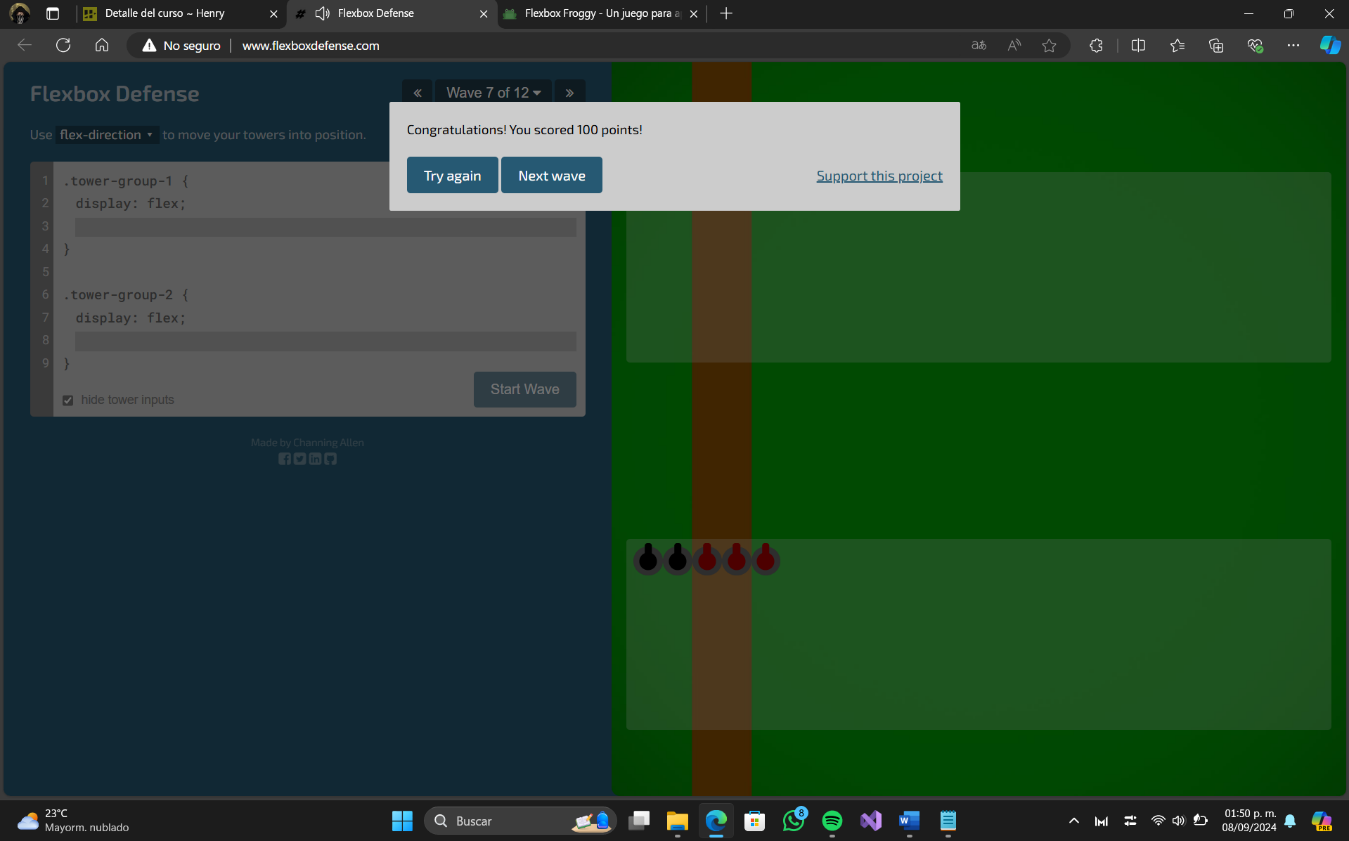 Detalle del curso ~ Henry
Flexbox Defense
Flexbox Froggy - Un juego para a
No seguro
www.flexboxdefense.com
Flexbox Defense
« Wave 7 of 12 »
Use flex-direction to move your towers into position.
Congratulations! You scored 100 points!
Try again
Next wave
Support this project
1 .tower-group-1 {
2 display: flex;
3
4 }
5
6 .tower-group-2 {
7 display: flex;
8
9 }
hide tower inputs
Start Wave
Made by Channing Allen
23°C
Mayorm. nublado
Buscar
8
01:50 p. m.
08/09/2024
PRE